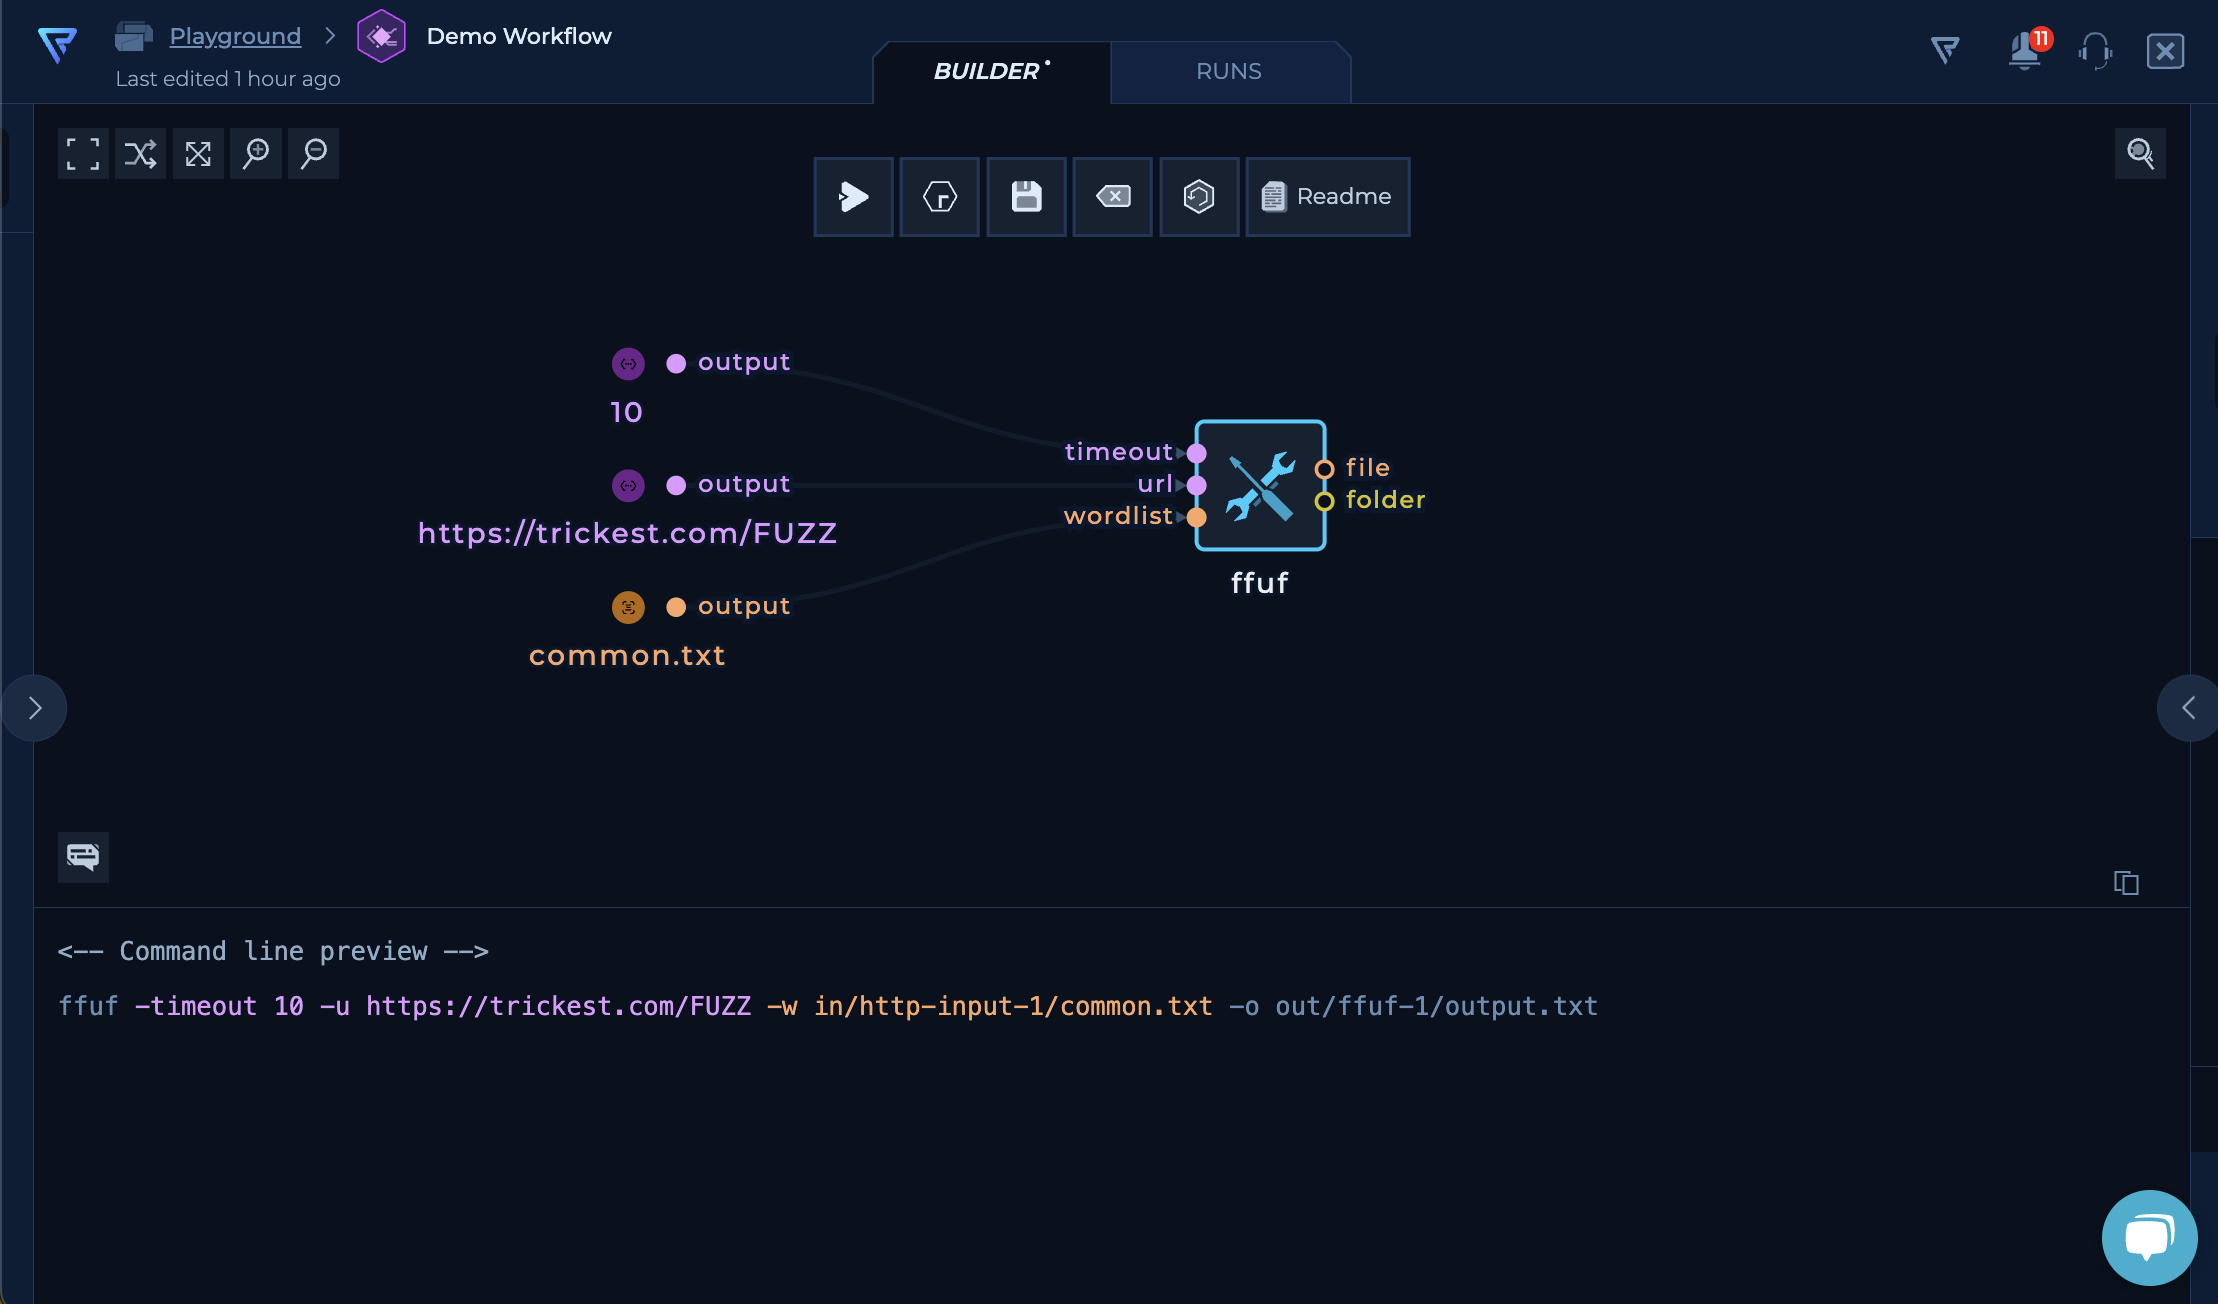 Playground > Demo Workflow
Last edited 1 hour ago
BUILDER
RUNS
11
Readme
output
10
output
https://trickest.com/FUZZ
output
common.txt
timeout
url
wordlist
file
folder
ffuf
<-- Command line preview -->
ffuf -timeout 10 -u https://trickest.com/FUZZ -w in/http-input-1/common.txt -o out/ffuf-1/output.txt